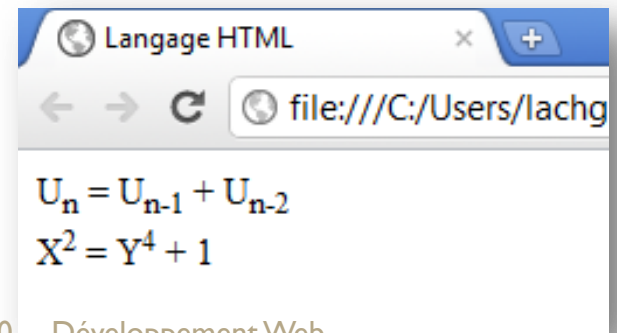 Langage HTML
file:///C:/Users/lachg
Uₙ = Uₙ₋₁ + Uₙ₋₂
X² = Y⁴ + 1
Développement Web